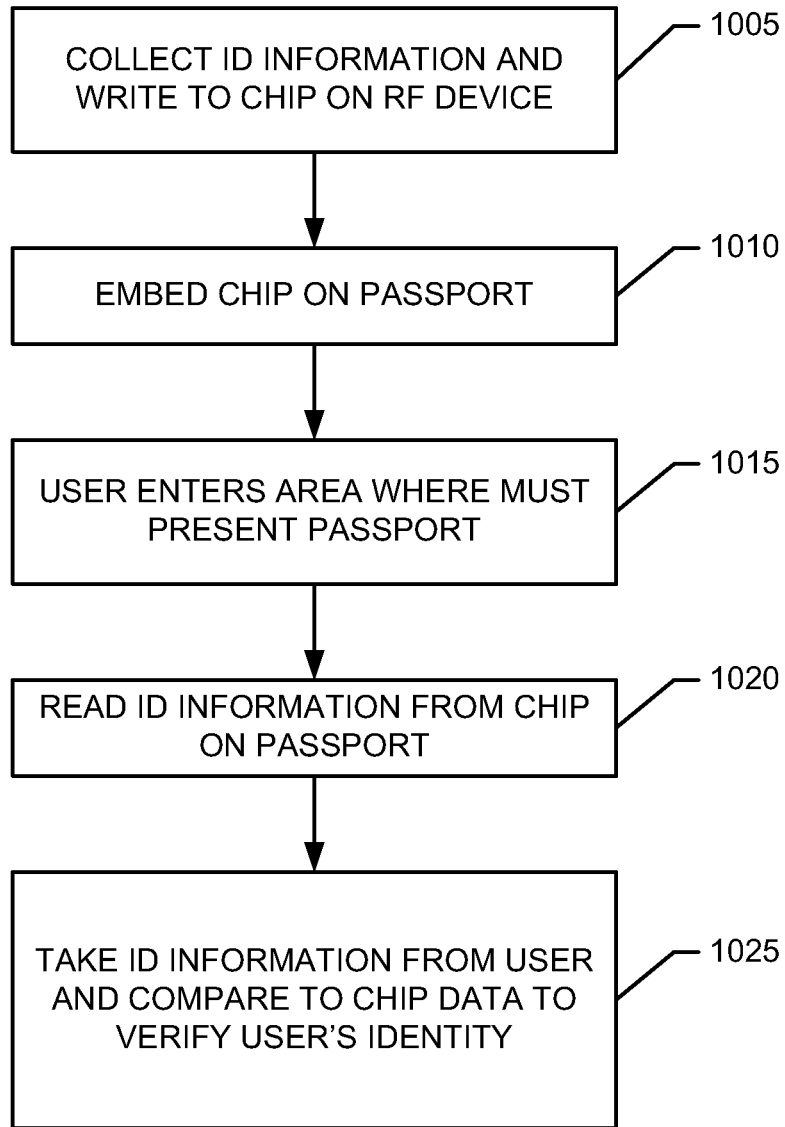 1005
COLLECT ID INFORMATION AND
WRITE TO CHIP ON RF DEVICE
1010
EMBED CHIP ON PASSPORT
1015
USER ENTERS AREA WHERE MUST
PRESENT PASSPORT
1020
READ ID INFORMATION FROM CHIP
ON PASSPORT
1025
TAKE ID INFORMATION FROM USER
AND COMPARE TO CHIP DATA TO
VERIFY USER’S IDENTITY